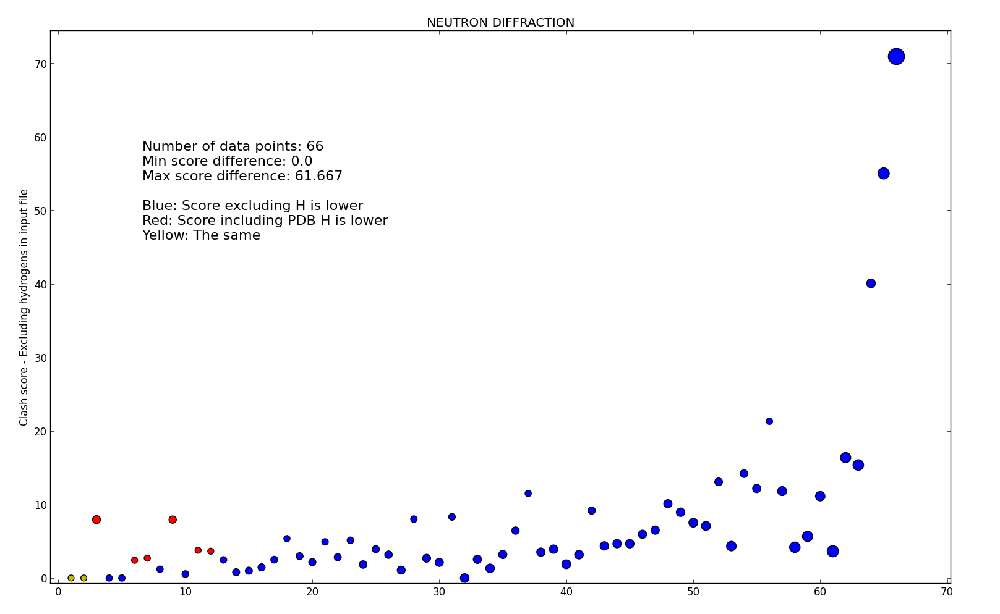 NEUTRON DIFFRACTION
Clash score - Excluding hydrogens in input file
70
60
50
40
30
20
10
0
Number of data points: 66
Min score difference: 0.0
Max score difference: 61.667
Blue: Score excluding H is lower
Red: Score including PDB H is lower
Yellow: The same
0 10 20 30 40 50 60 70